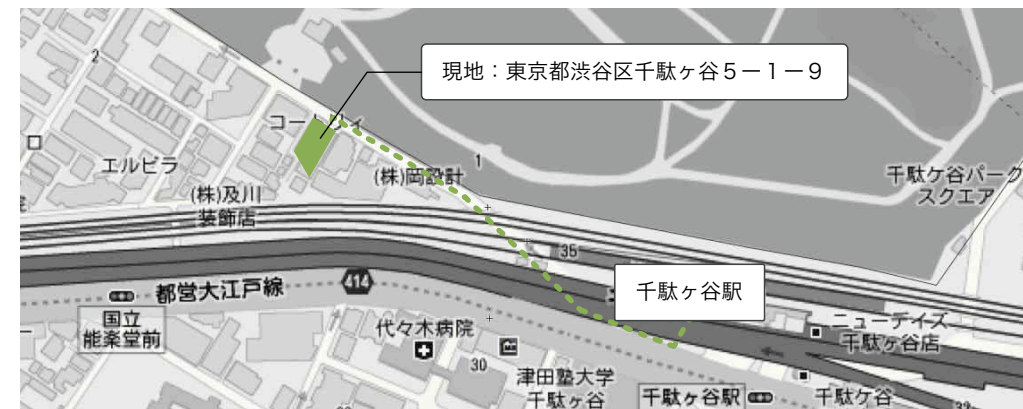 2
現地：東京都渋谷区千駄ヶ谷５－１－９
コートレイ
エルビラ
1
(株)岡設計
千駄ケ谷パーク
スクエア
(株)及川
装飾店
35
千駄ヶ谷駅
414
都営大江戸線
国立
能楽堂前
代々木病院
30
ニューデイズ
千駄ヶ谷店
津田塾大学
千駄ヶ谷
千駄ヶ谷駅
千駄ケ谷